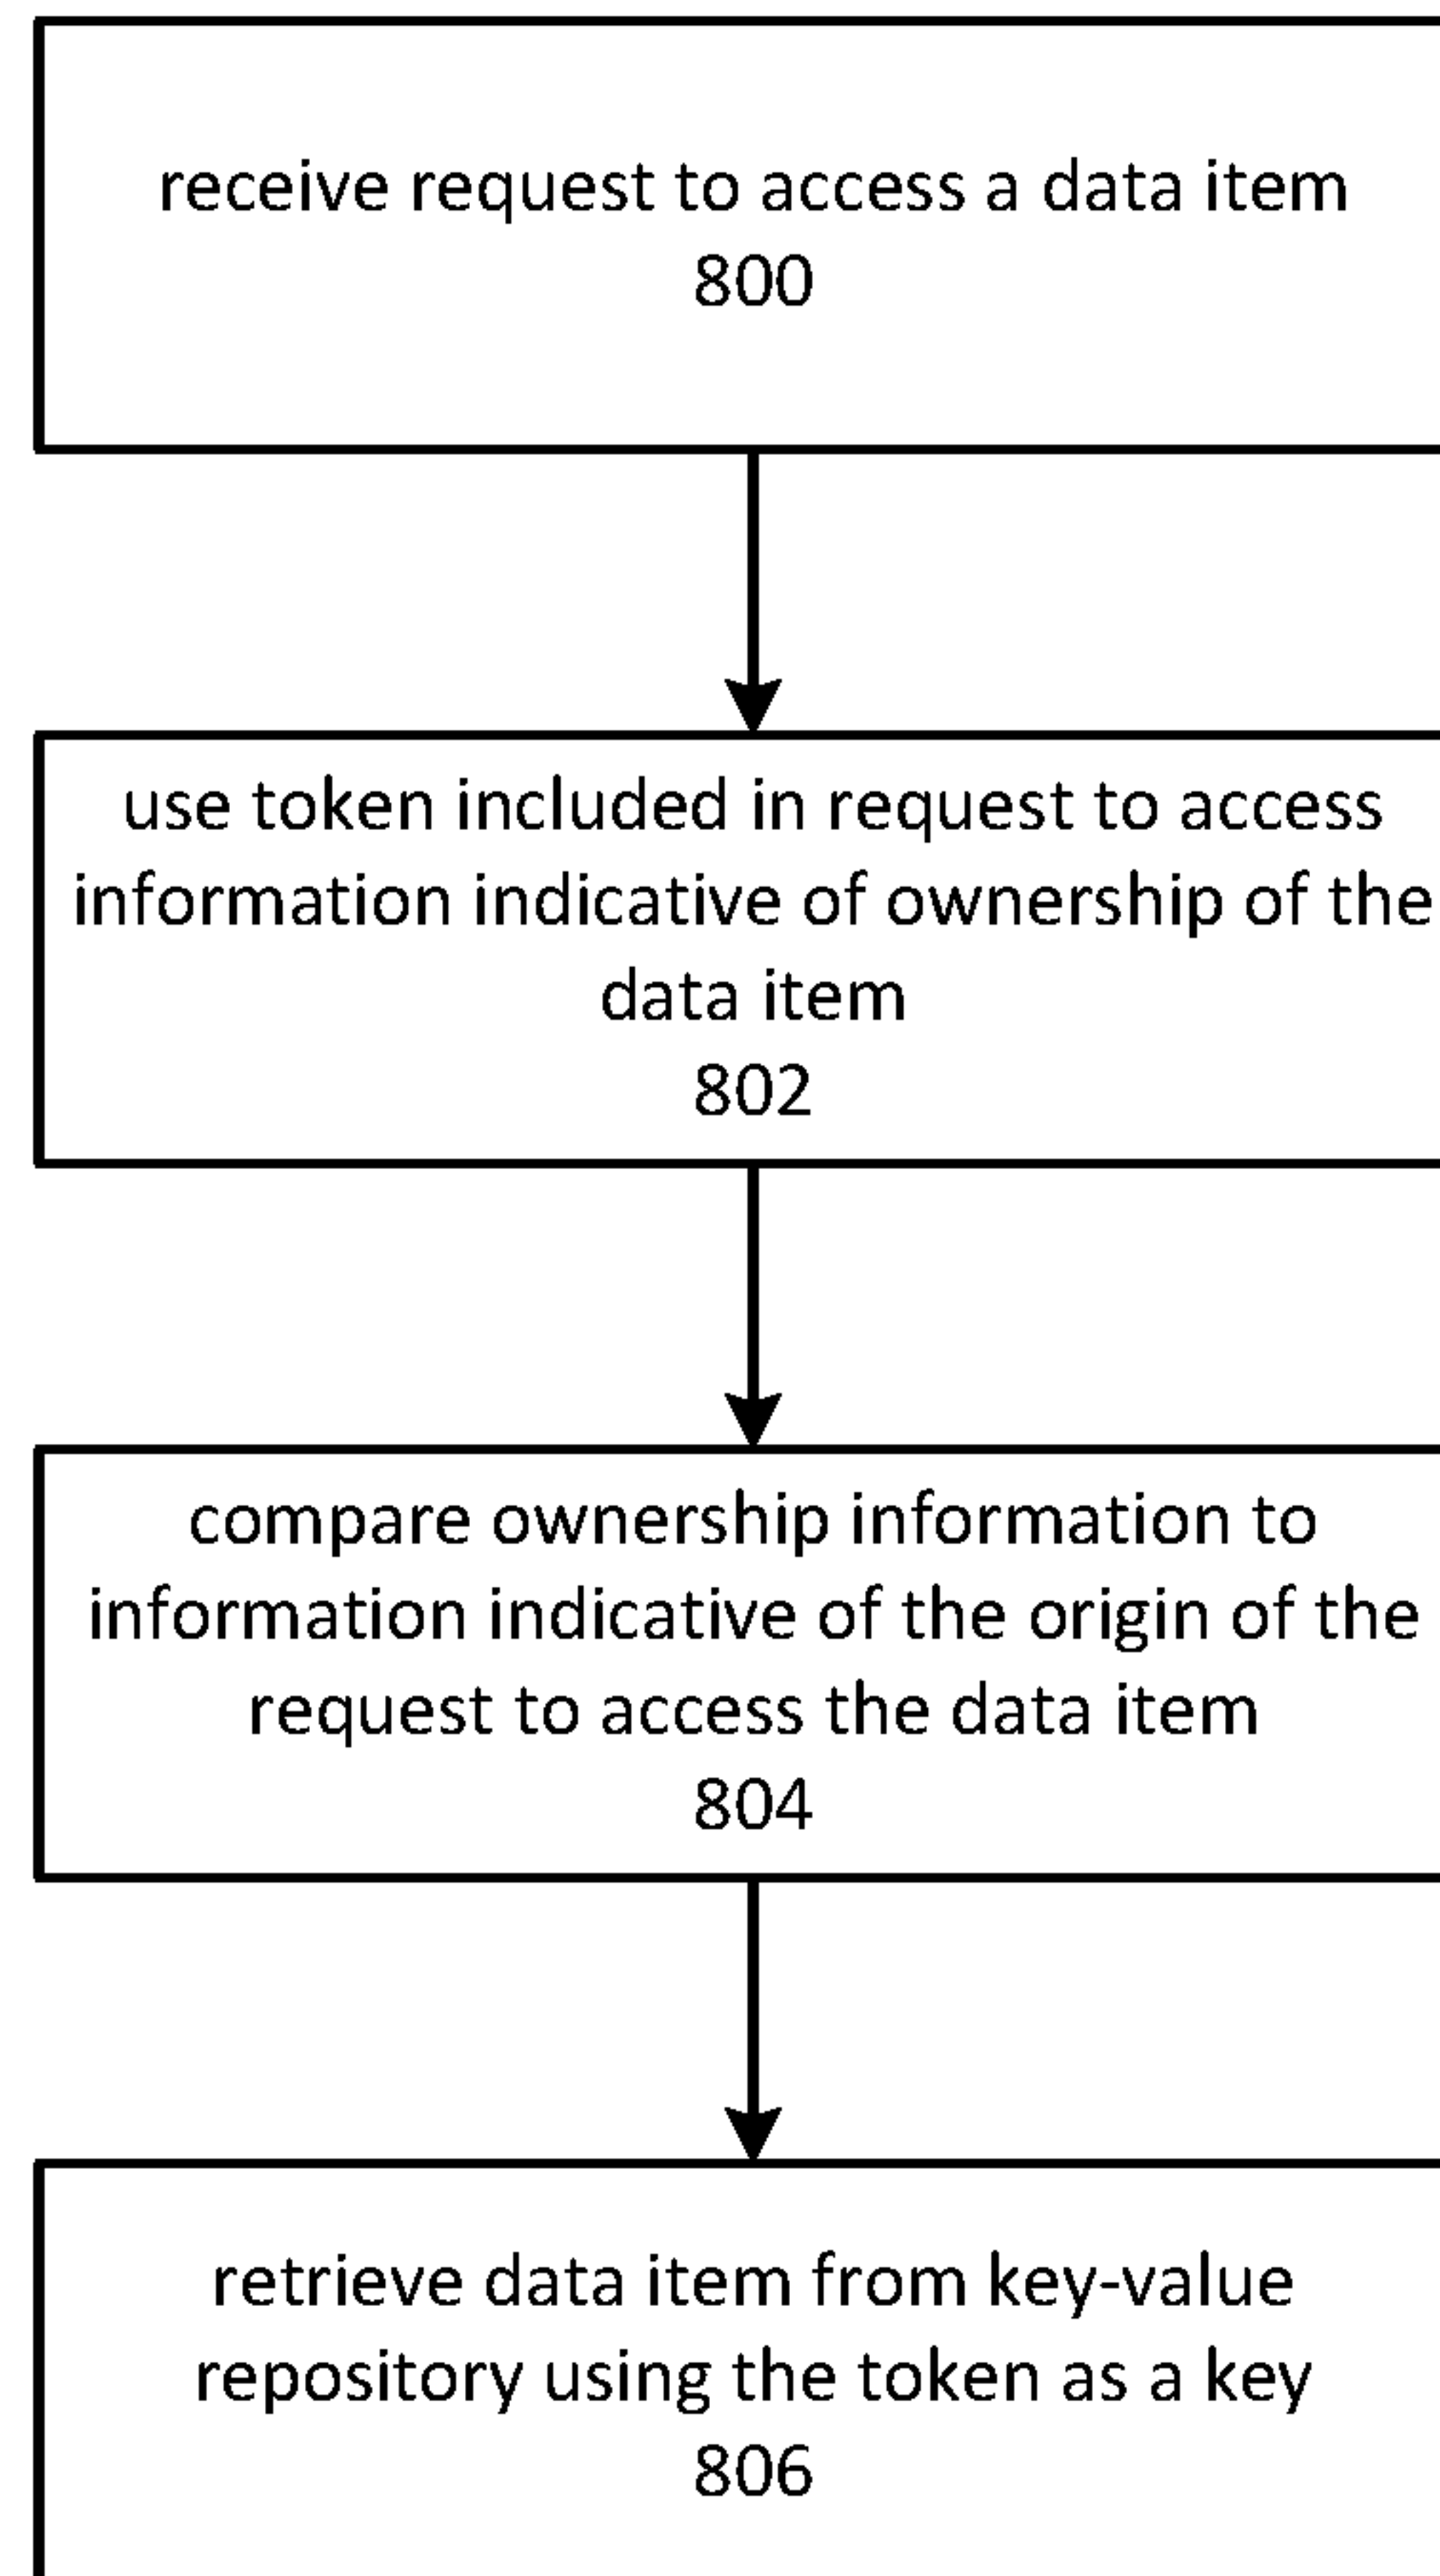 receive request to access a data item
800
use token included in request to access
information indicative of ownership of the
data item
802
compare ownership information to
information indicative of the origin of the
request to access the data item
804
retrieve data item from key-value
repository using the token as a key
806